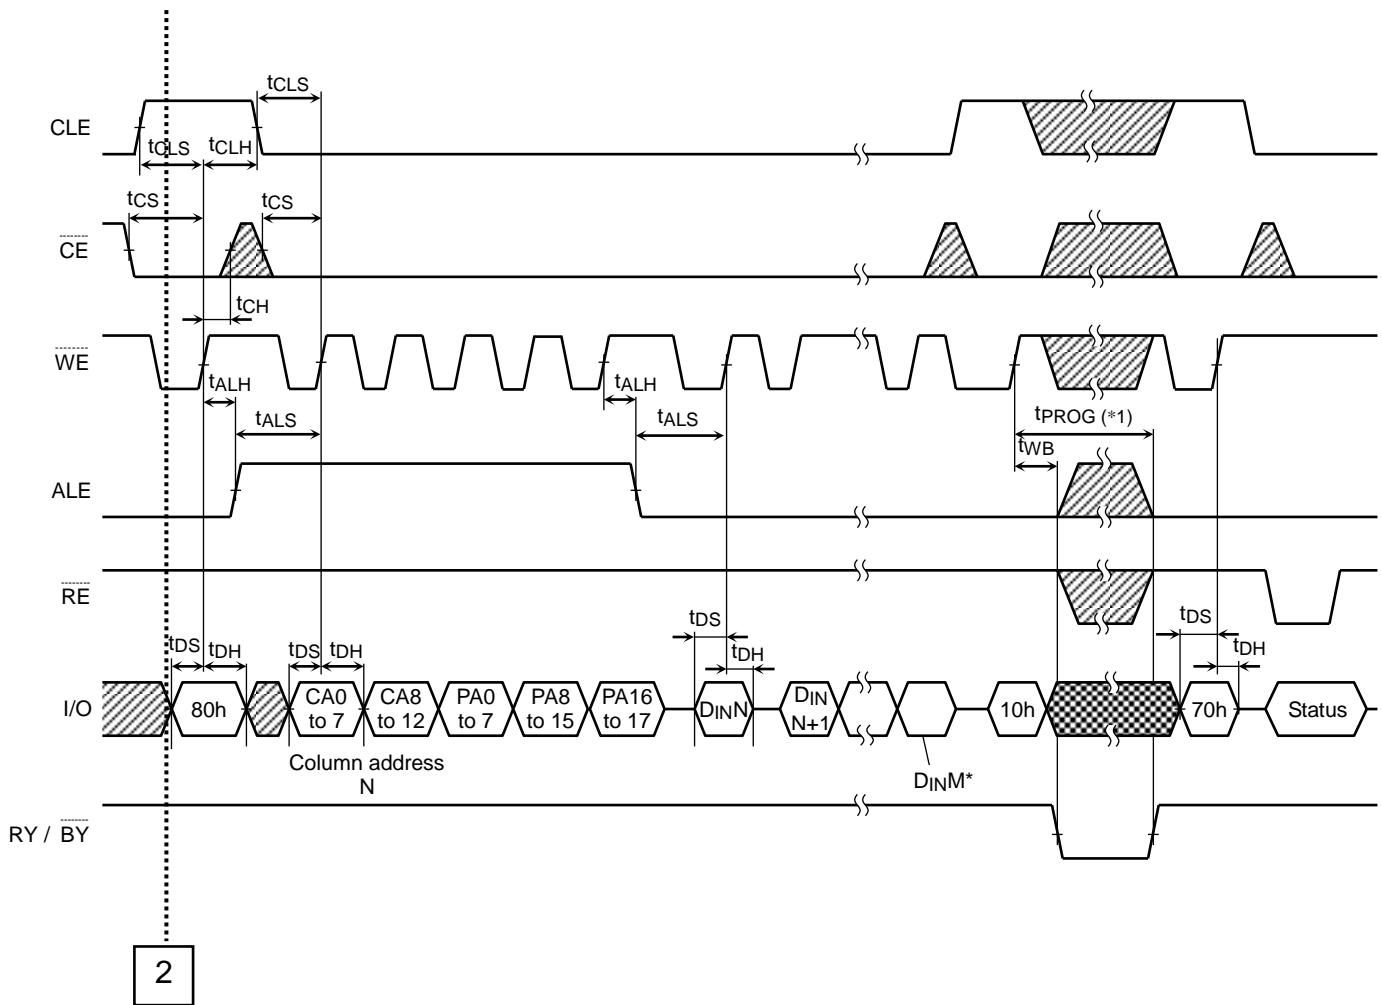 tCLS
CLE
tCLS
tCLH
tCS
tCS
CE
tCH
WE
tALH
tALH
tALS
tALS
tPROG (*1)
tWB
ALE
RE
tDS
tDH
tDS
tDH
tDS
tDH
tDS
tDH
I/O
80h
CA0
to 7
CA8
to 12
PA0
to 7
PA8
to 15
PA16
to 17
DINN
DIN
N+1
10h
70h
Status
Column address
N
DINM*
RY / BY
2